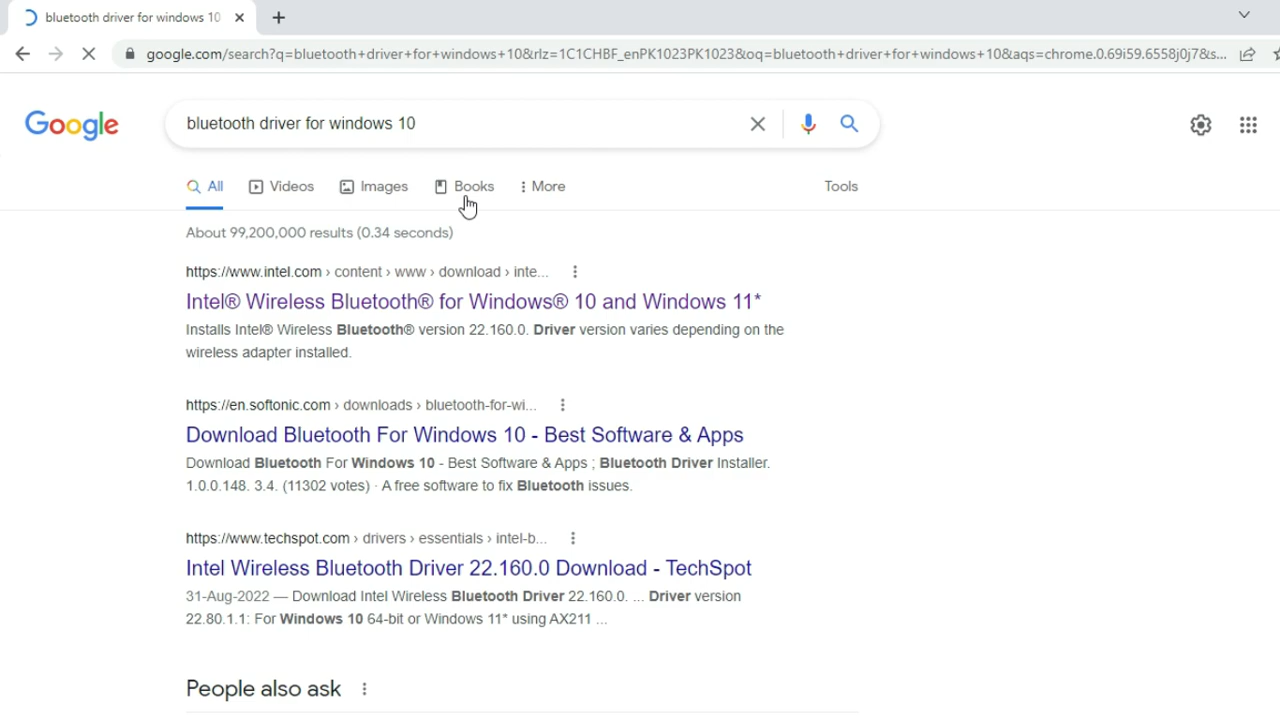 bluetooth driver for windows 10
google.com/search?q=bluetooth+driver+for+windows+10&rlz=1C1CHBF_enPK1023PK1023&oq=bluetooth+driver+for+windows+10&aqs=chrome.0.69i59.6558j0j7&s...
Google
bluetooth driver for windows 10
All Videos Images Books More Tools
About 99,200,000 results (0.34 seconds)
https://www.intel.com › content › www › download › inte...
Intel® Wireless Bluetooth® for Windows® 10 and Windows 11*
Installs Intel® Wireless Bluetooth® version 22.160.0. Driver version varies depending on the
wireless adapter installed.
https://en.softonic.com › downloads › bluetooth-for-wi...
Download Bluetooth For Windows 10 - Best Software & Apps
Download Bluetooth For Windows 10 - Best Software & Apps ; Bluetooth Driver Installer.
1.0.0.148. 3.4. (11302 votes) · A free software to fix Bluetooth issues.
https://www.techspot.com › drivers › essentials › intel-b...
Intel Wireless Bluetooth Driver 22.160.0 Download - TechSpot
31-Aug-2022 — Download Intel Wireless Bluetooth Driver 22.160.0. ... Driver version
22.80.1.1: For Windows 10 64-bit or Windows 11* using AX211 ...
People also ask